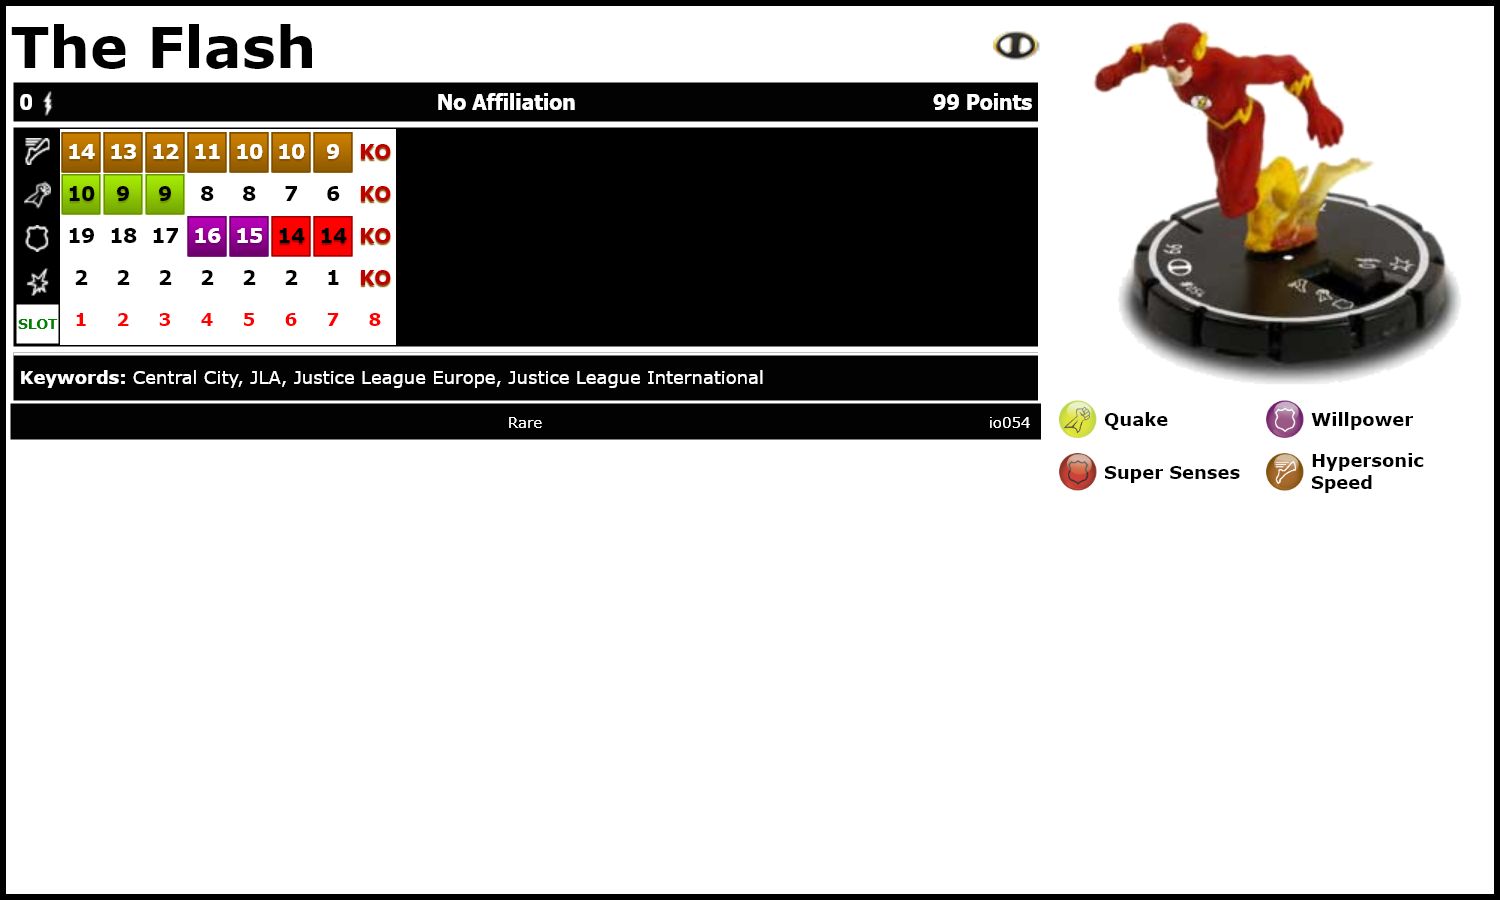 The Flash
0 No Affiliation 99 Points
14 13 12 11 10 10 9 KO
10 9 9 8 8 7 6 KO
19 18 17 16 15 14 14 KO
2 2 2 2 2 2 1 KO
SLOT 1 2 3 4 5 6 7 8
Keywords: Central City, JLA, Justice League Europe, Justice League International
Rare io054
99
#054
Quake Willpower
Super Senses Hypersonic
Speed